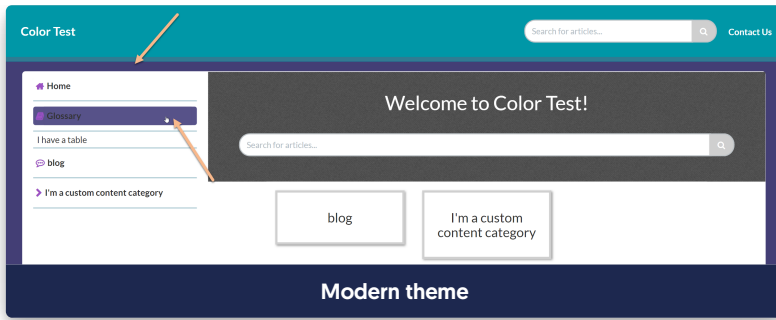 Color Test
Search for articles...
Contact Us
Home
Glossary
I have a table
blog
I'm a custom content category
Welcome to Color Test!
Search for articles...
blog
I'm a custom
content category
Modern theme